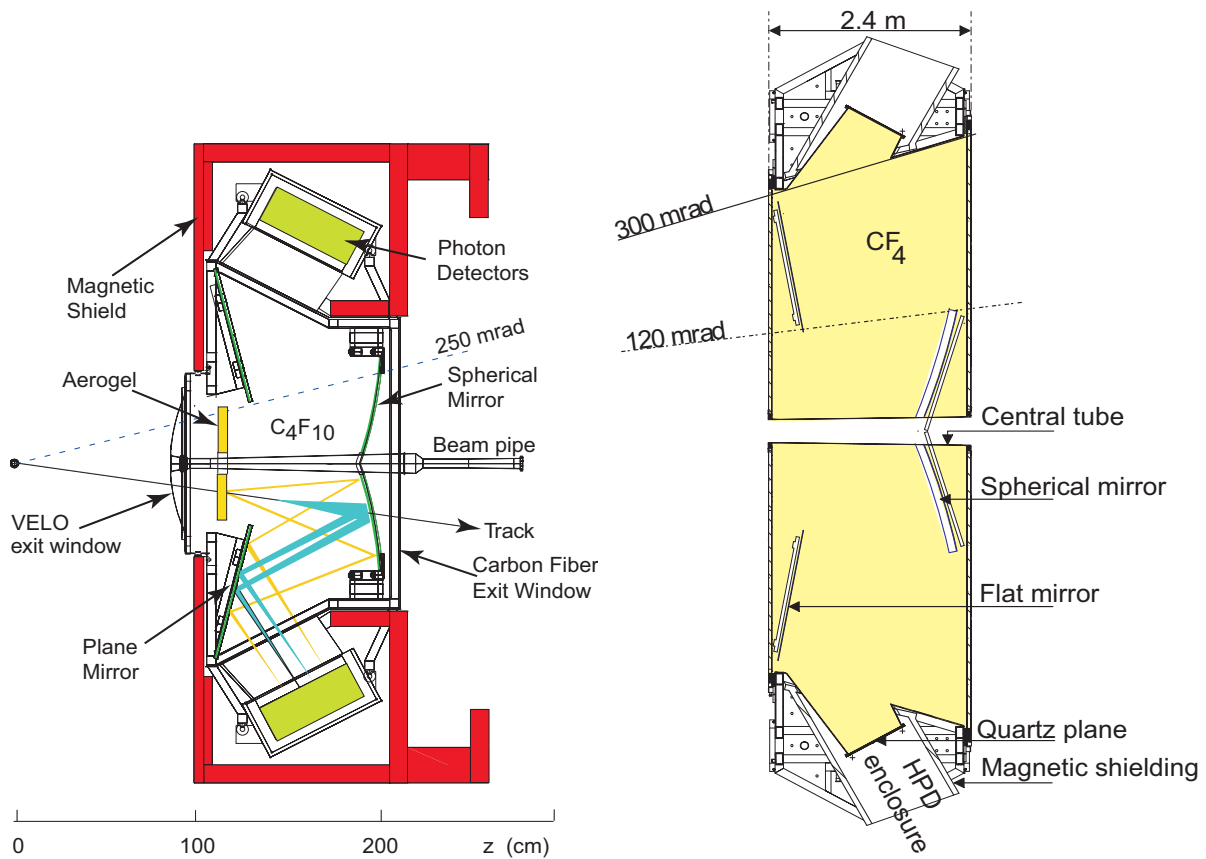 Magnetic
Shield
Aerogel
VELO
exit window
Plane
Mirror
C4F10
250 mrad
Photon
Detectors
Spherical
Mirror
Beam pipe
Track
Carbon Fiber
Exit Window
0
100
200
z (cm)
2.4 m
300 mrad
CF4
120 mrad
Central tube
Spherical mirror
Flat mirror
Quartz plane
Magnetic shielding
HPD
enclosure